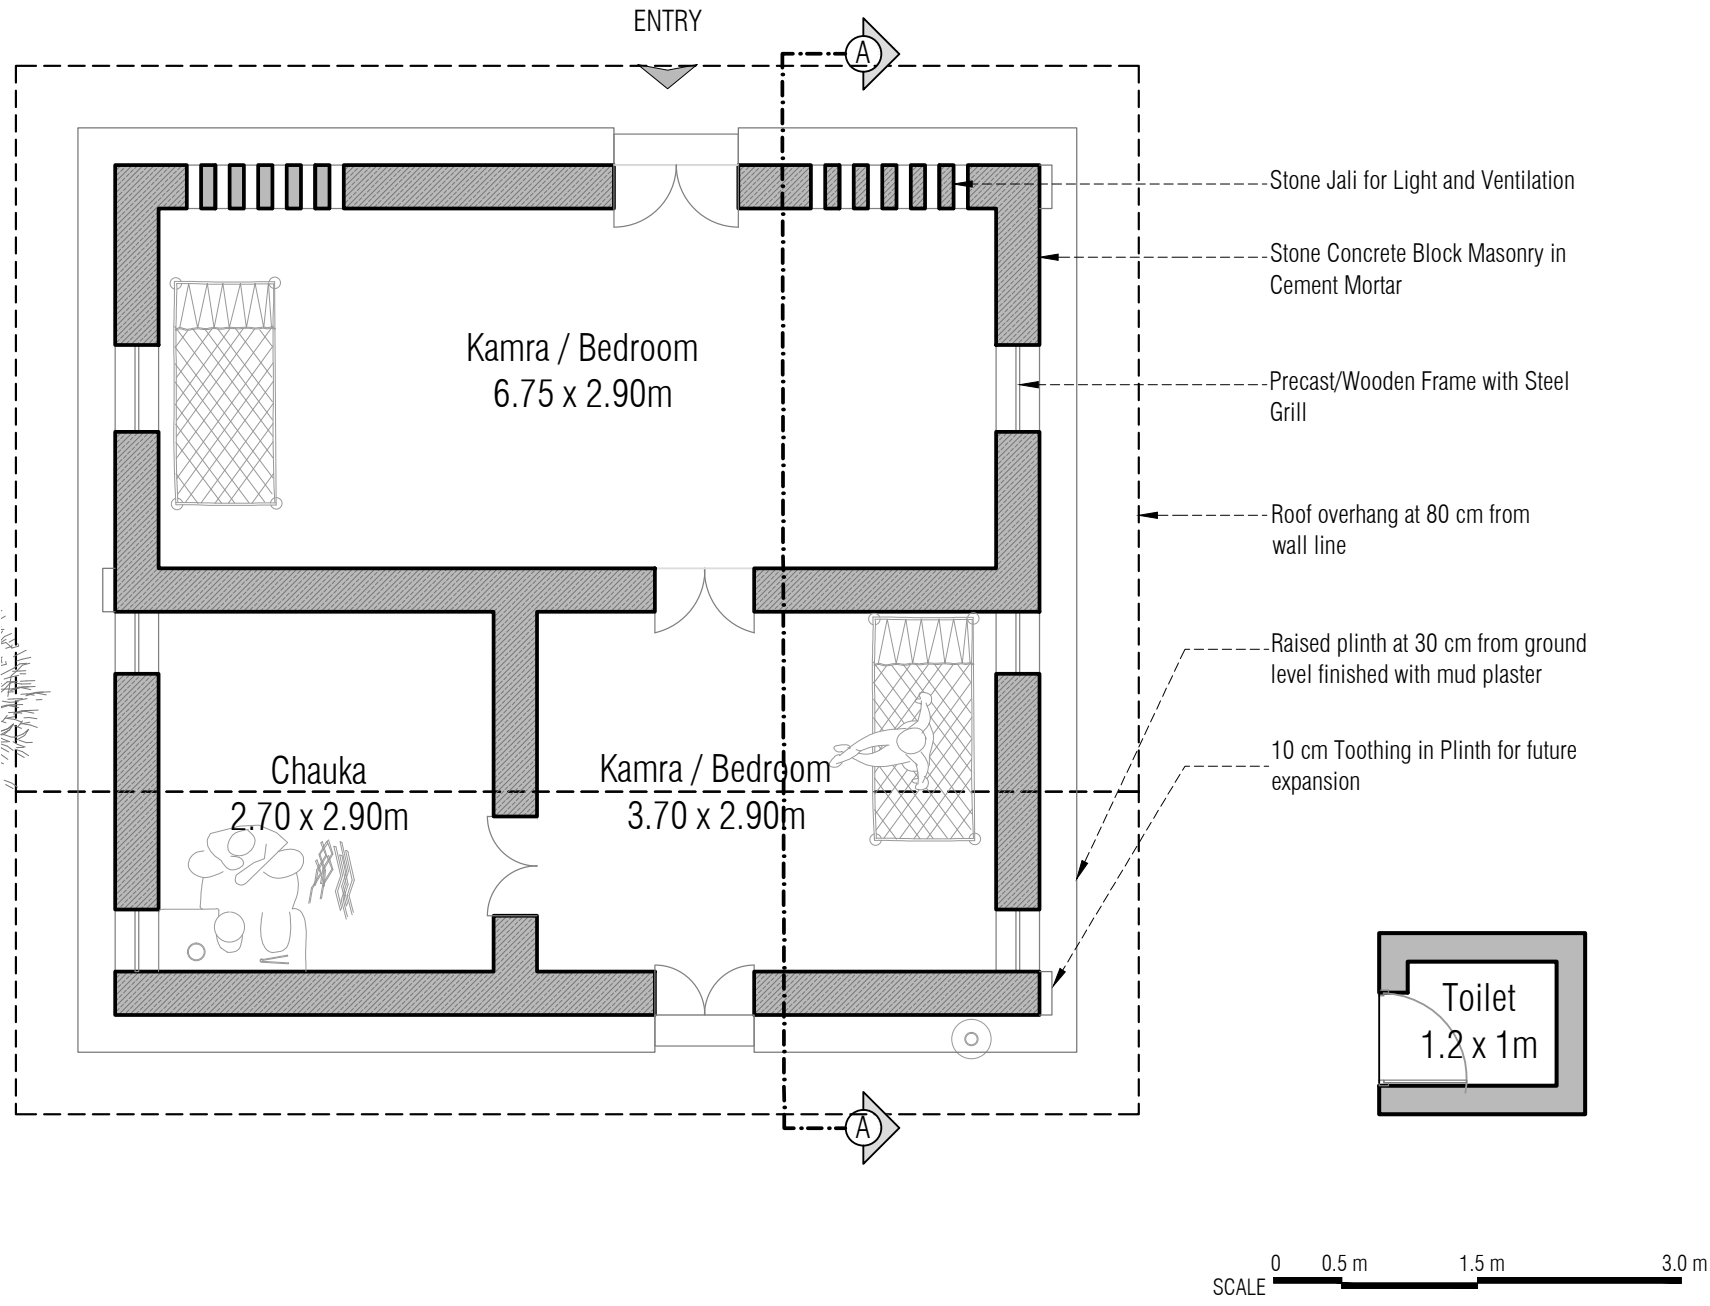 ENTRY
A
Stone Jali for Light and Ventilation
Stone Concrete Block Masonry in
Cement Mortar
Kamra / Bedroom
6.75 x 2.90m
Precast/Wooden Frame with Steel
Grill
Roof overhang at 80 cm from
wall line
Raised plinth at 30 cm from ground
level finished with mud plaster
10 cm Toothing in Plinth for future
expansion
Chauka
2.70 x 2.90m
Kamra / Bedroom
3.70 x 2.90m
Toilet
1.2 x 1m
A
0 0.5 m 1.5 m 3.0 m
SCALE